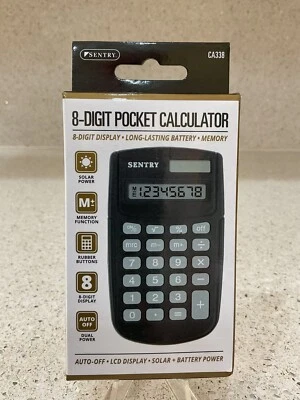 SENTRY
CA338
8-DIGIT POCKET CALCULATOR
8-DIGIT DISPLAY • LONG-LASTING BATTERY • MEMORY
SOLAR
POWER
M±
MEMORY
FUNCTION
RUBBER
BUTTONS
8
8-DIGIT
DISPLAY
AUTO
OFF
DUAL
POWER
SENTRY
12345678
% off
mrc m- m+ ÷
7 8 9 ×
4 5 6 -
1 2 3 +
0 • =
AUTO-OFF • LCD DISPLAY • SOLAR + BATTERY POWER